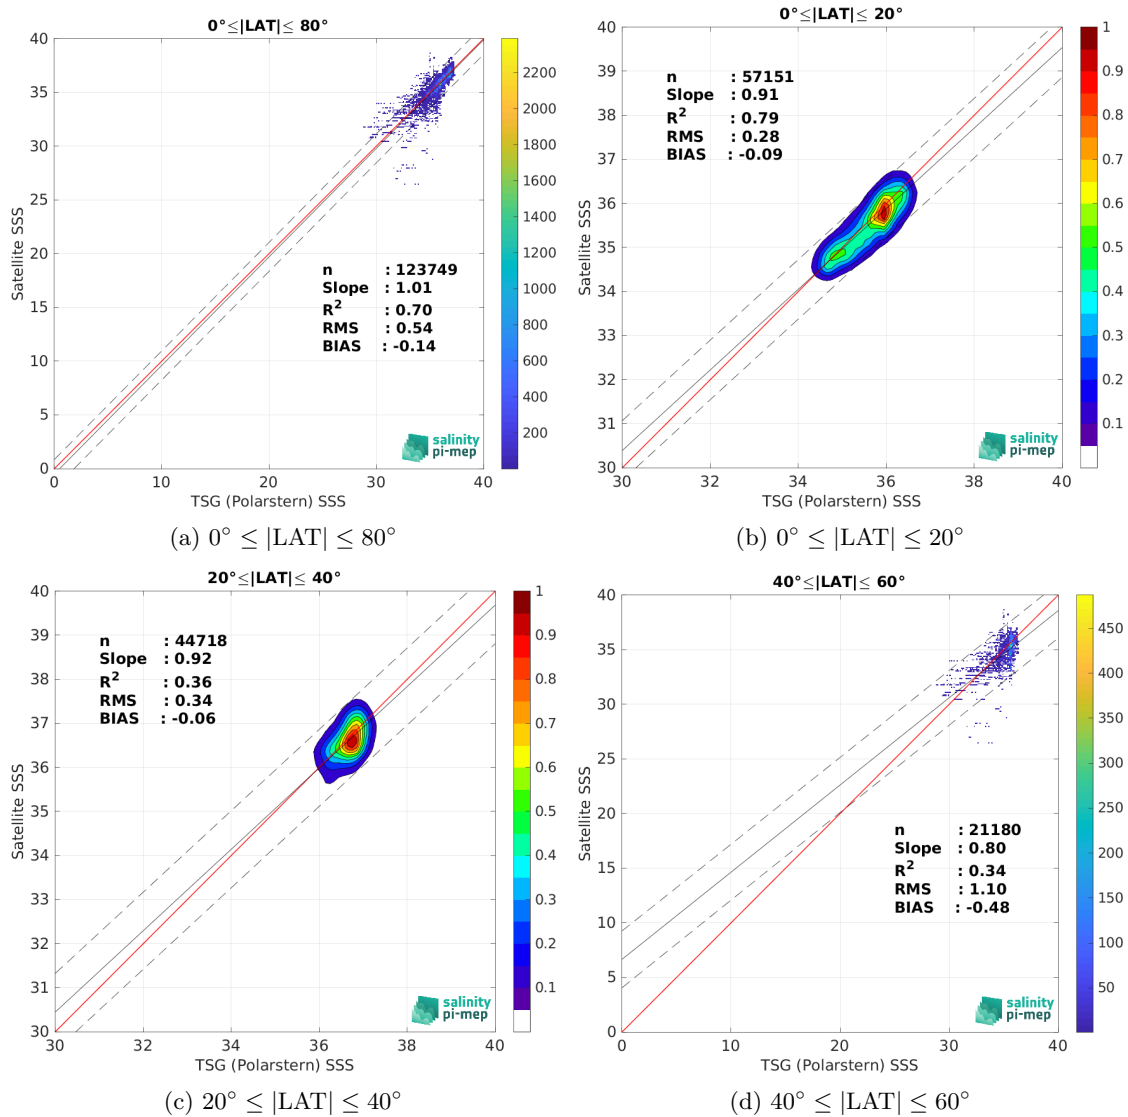 0°≤|LAT|≤ 80°
40
35
30
25
20
15
10
5
0
Satellite SSS
n : 123749
Slope : 1.01
R² : 0.70
RMS : 0.54
BIAS : -0.14
salinity
pi-mep
0 10 20 30 40
TSG (Polarstern) SSS
2200
2000
1800
1600
1400
1200
1000
800
600
400
200
(a) 0° ≤ |LAT| ≤ 80°
0°≤|LAT|≤ 20°
40
39
38
37
36
35
34
33
32
31
30
Satellite SSS
n : 57151
Slope : 0.91
R² : 0.79
RMS : 0.28
BIAS : -0.09
salinity
pi-mep
30 32 34 36 38 40
TSG (Polarstern) SSS
1
0.9
0.8
0.7
0.6
0.5
0.4
0.3
0.2
0.1
(b) 0° ≤ |LAT| ≤ 20°
20°≤|LAT|≤ 40°
40
39
38
37
36
35
34
33
32
31
30
Satellite SSS
n : 44718
Slope : 0.92
R² : 0.36
RMS : 0.34
BIAS : -0.06
salinity
pi-mep
30 32 34 36 38 40
TSG (Polarstern) SSS
1
0.9
0.8
0.7
0.6
0.5
0.4
0.3
0.2
0.1
(c) 20° ≤ |LAT| ≤ 40°
40°≤|LAT|≤ 60°
40
35
30
25
20
15
10
5
0
Satellite SSS
n : 21180
Slope : 0.80
R² : 0.34
RMS : 1.10
BIAS : -0.48
salinity
pi-mep
0 10 20 30 40
TSG (Polarstern) SSS
450
400
350
300
250
200
150
100
50
(d) 40° ≤ |LAT| ≤ 60°